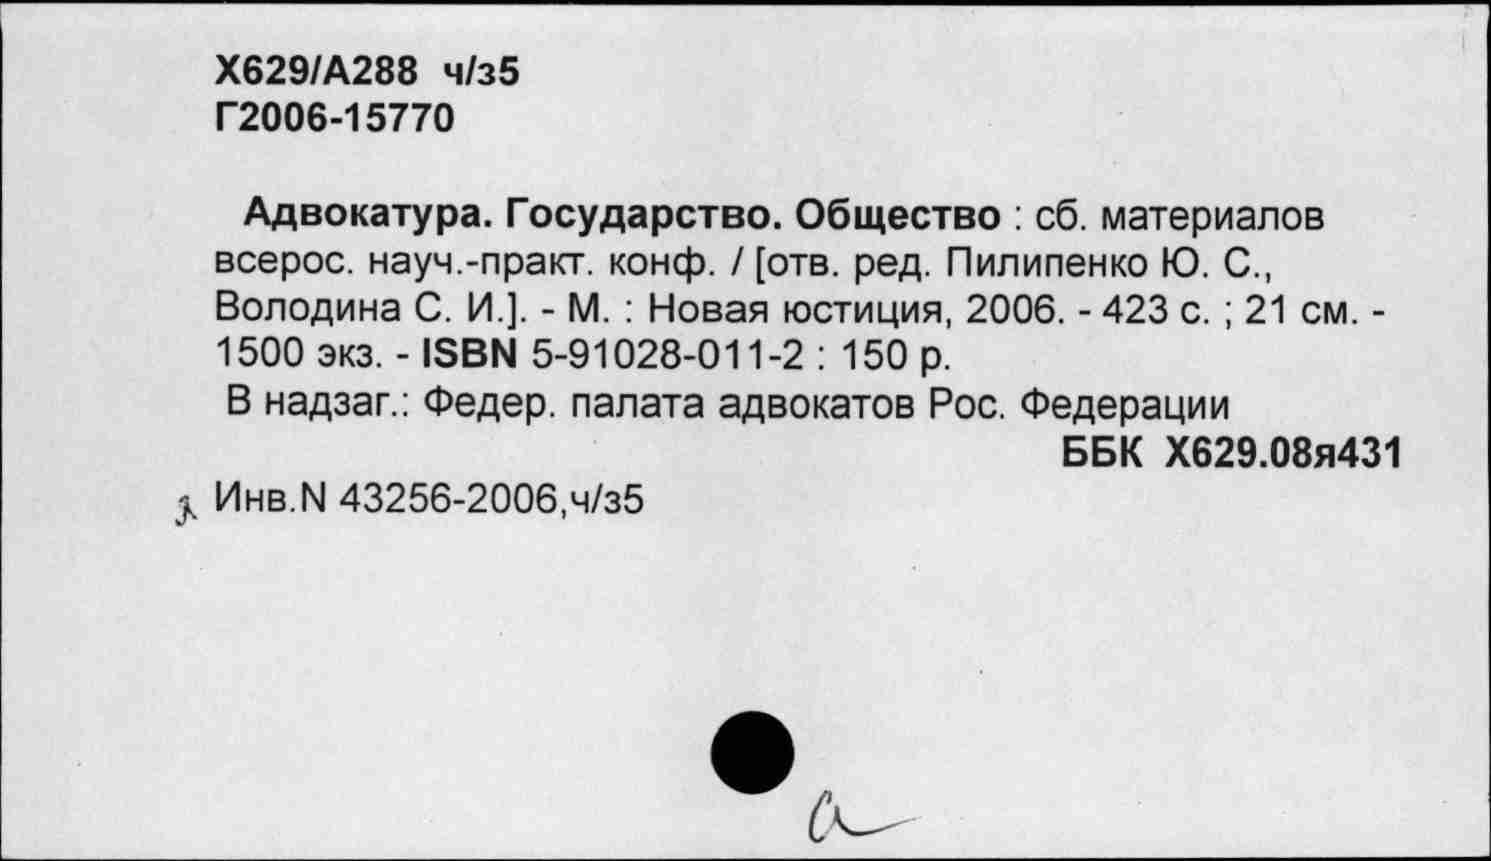 Х629/А288 ч/з5
Г2006-15770
Адвокатура. Государство. Общество : сб. материалов
всерос. науч.-практ. конф. / [отв. ред. Пилипенко Ю. С.,
Володина С. И.]. - М. : Новая юстиция, 2006. - 423 с. ; 21 см. -
1500 экз. - ISBN 5-91028-011-2 : 150 р.
В надзаг.: Федер. палата адвокатов Рос. Федерации
ББК Х629.08я431
Инв.N 43256-2006,ч/з5
а